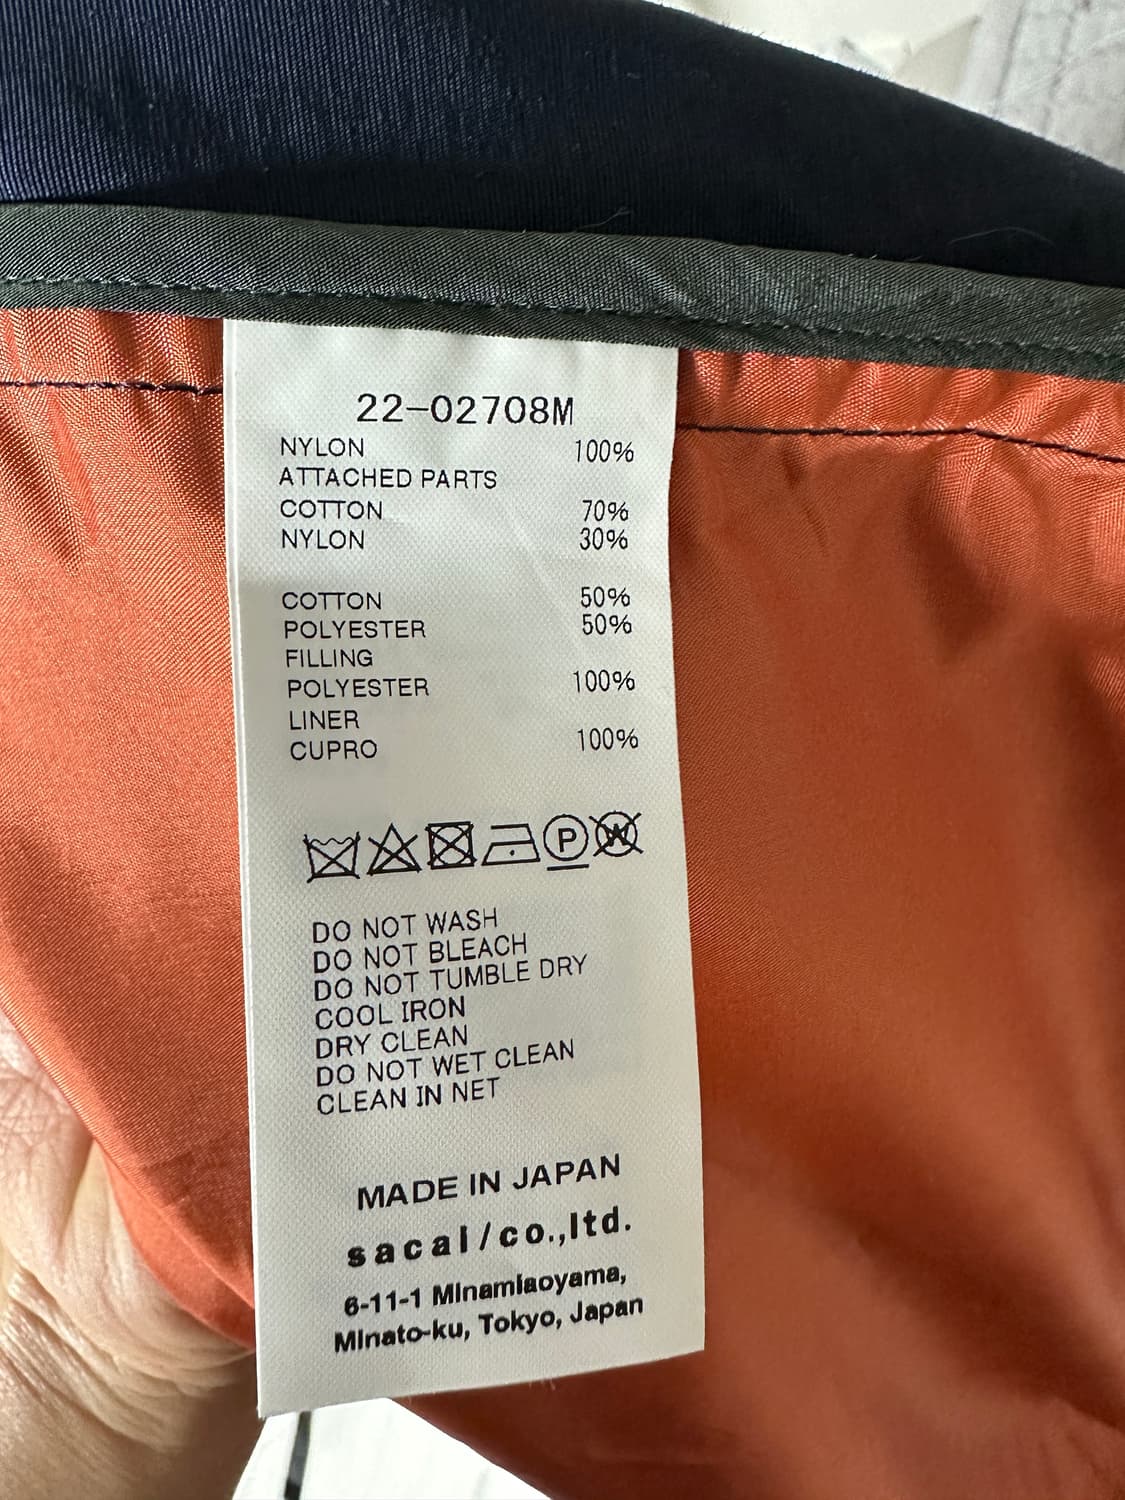 22-02708M
NYLON 100%
ATTACHED PARTS
COTTON 70%
NYLON 30%
COTTON 50%
POLYESTER 50%
FILLING
POLYESTER 100%
LINER
CUPRO 100%
P W
DO NOT WASH
DO NOT BLEACH
DO NOT TUMBLE DRY
COOL IRON
DRY CLEAN
DO NOT WET CLEAN
CLEAN IN NET
MADE IN JAPAN
sacai/co.,ltd.
6-11-1 Minamiaoyama,
Minato-ku, Tokyo, Japan